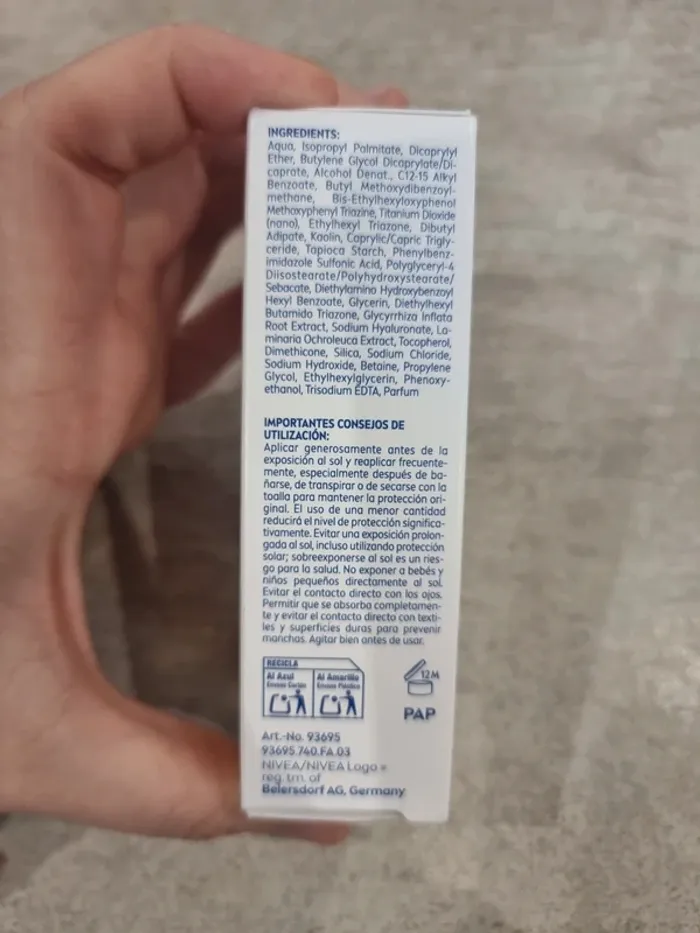 INGREDIENTS:
Aqua, Isopropyl Palmitate, Dicaprylyl
Ether, Butylene Glycol Dicaprylate/Di-
caprate, Alcohol Denat., C12-15 Alkyl
Benzoate, Butyl Methoxydibenzoyl-
methane, Bis-Ethylhexyloxyphenol
Methoxyphenyl Triazine, Titanium Dioxide
(nano), Ethylhexyl Triazone, Dibutyl
Adipate, Kaolin, Caprylic/Capric Trigly-
ceride, Tapioca Starch, Phenylbenz-
imidazole Sulfonic Acid, Polyglyceryl-4
Diisostearate/Polyhydroxystearate/
Sebacate, Diethylamino Hydroxybenzoyl
Hexyl Benzoate, Glycerin, Diethylhexyl
Butamido Triazone, Glycyrrhiza Inflata
Root Extract, Sodium Hyaluronate, La-
minaria Ochroleuca Extract, Tocopherol,
Dimethicone, Silica, Sodium Chloride,
Sodium Hydroxide, Betaine, Propylene
Glycol, Ethylhexylglycerin, Phenoxy-
ethanol, Trisodium EDTA, Parfum
IMPORTANTES CONSEJOS DE
UTILIZACIÓN:
Aplicar generosamente antes de la
exposición al sol y reaplicar frecuente-
mente, especialmente después de ba-
ñarse, de transpirar o de secarse con la
toalla para mantener la protección ori-
ginal. El uso de una menor cantidad
reducirá el nivel de protección significa-
tivamente. Evitar una exposición prolon-
gada al sol, incluso utilizando protección
solar; sobreexponerse al sol es un ries-
go para la salud. No exponer a bebés y
niños pequeños directamente al sol.
Evitar el contacto directo con los ojos.
Permitir que se absorba completamen-
te y evitar el contacto directo con texti-
les y superficies duras para prevenir
manchas. Agitar bien antes de usar.
RECICLA
Al Azul
Envase Cartón
Al Amarillo
Envase Plástico
12M
PAP
Art.-No. 93695
93695.740.FA.03
NIVEA/NIVEA Logo =
reg. tm. of
Beiersdorf AG, Germany